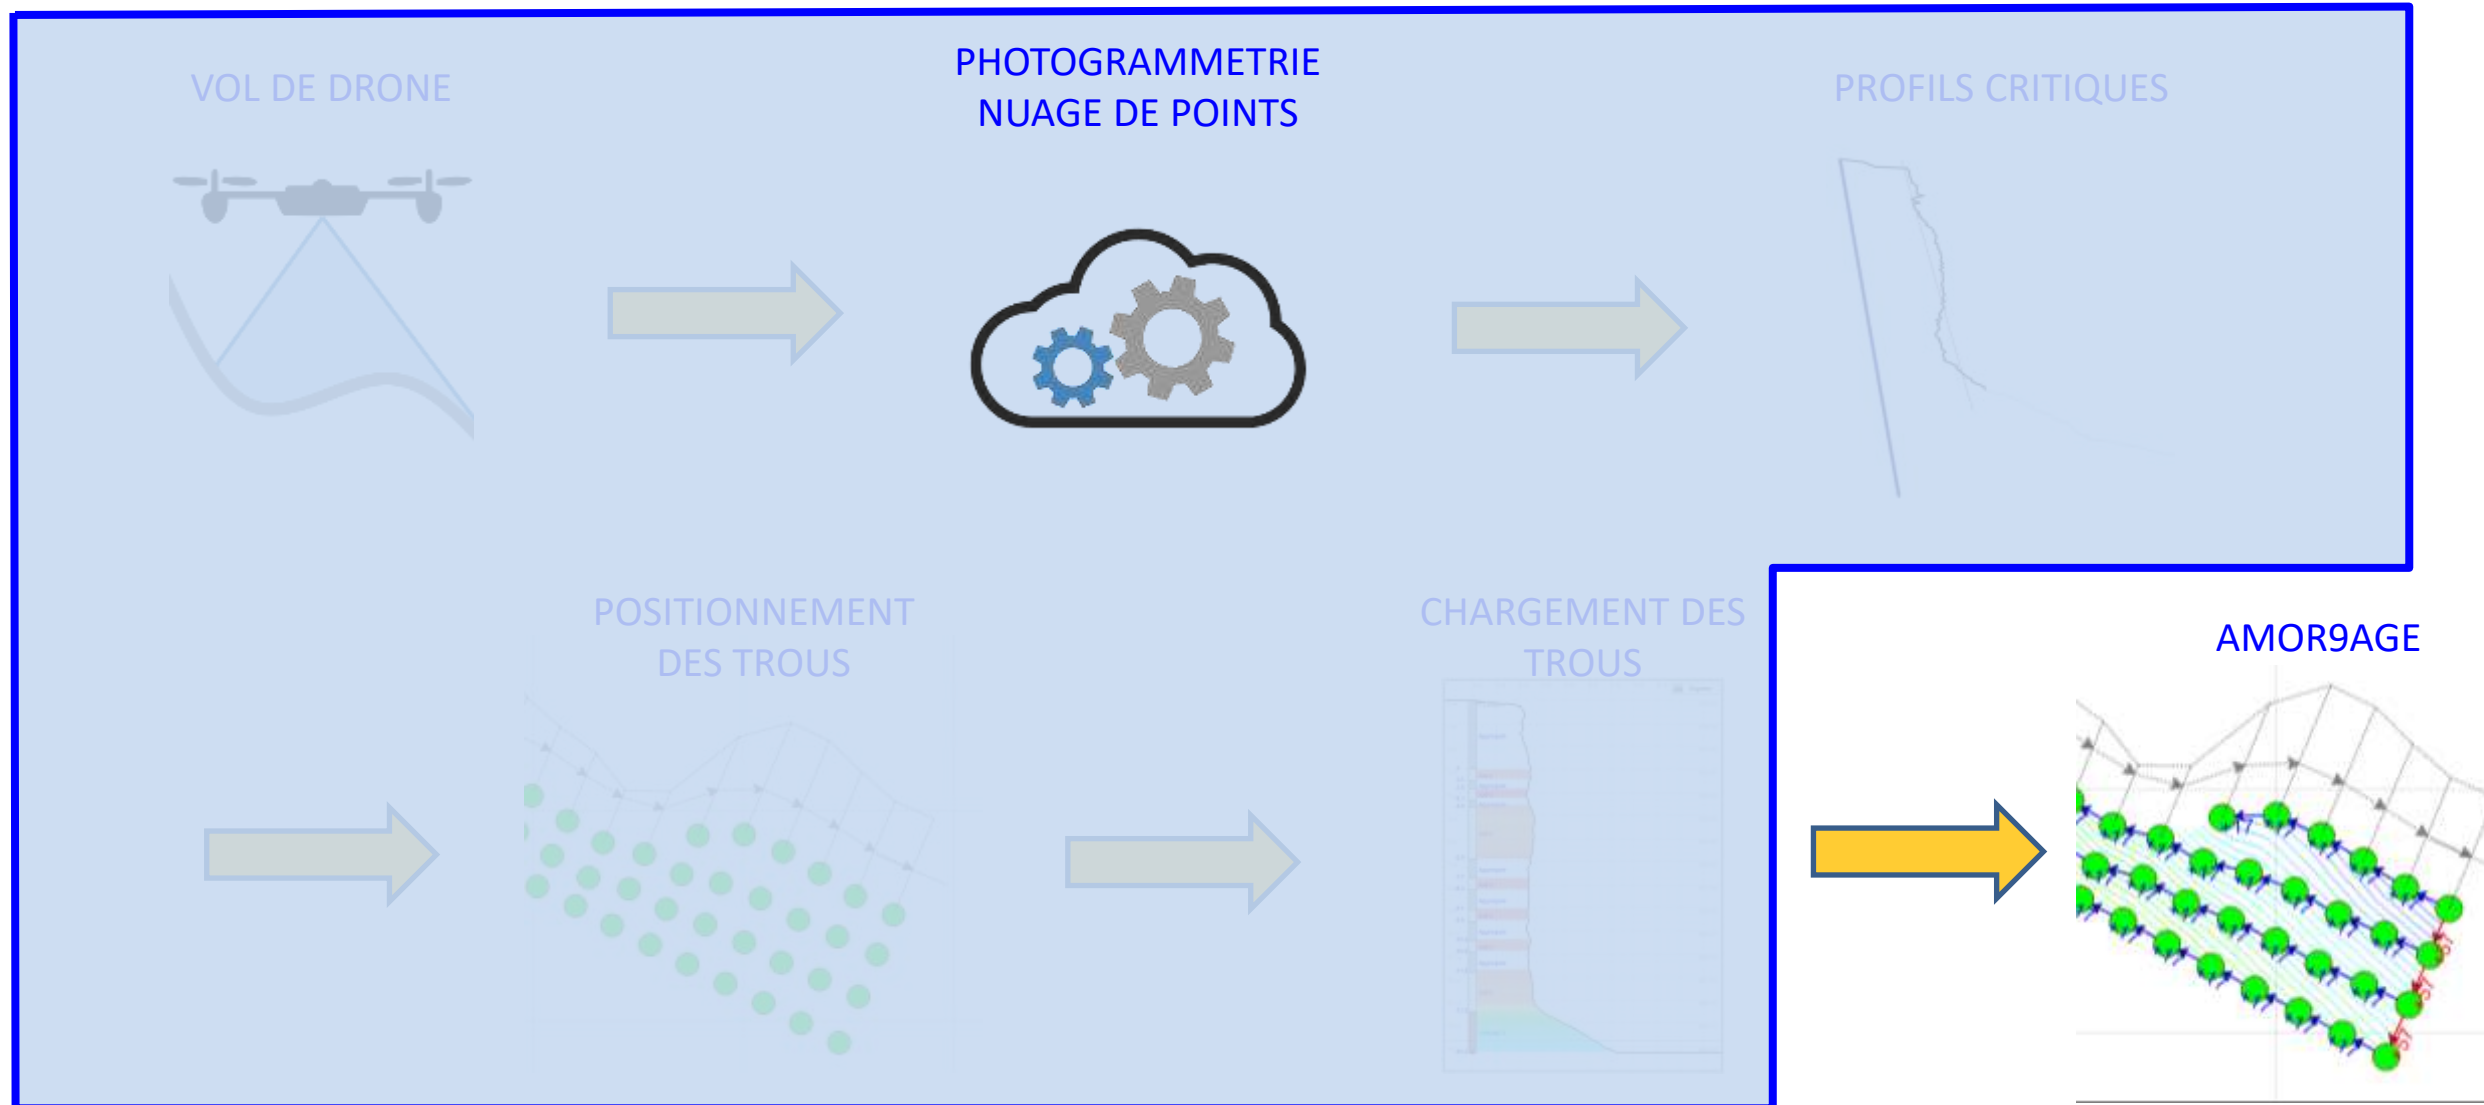 VOL DE DRONE
PHOTOGRAMMETRIE
NUAGE DE POINTS
PROFILS CRITIQUES
POSITIONNEMENT
DES TROUS
CHARGEMENT DES
TROUS
AMOR9AGE